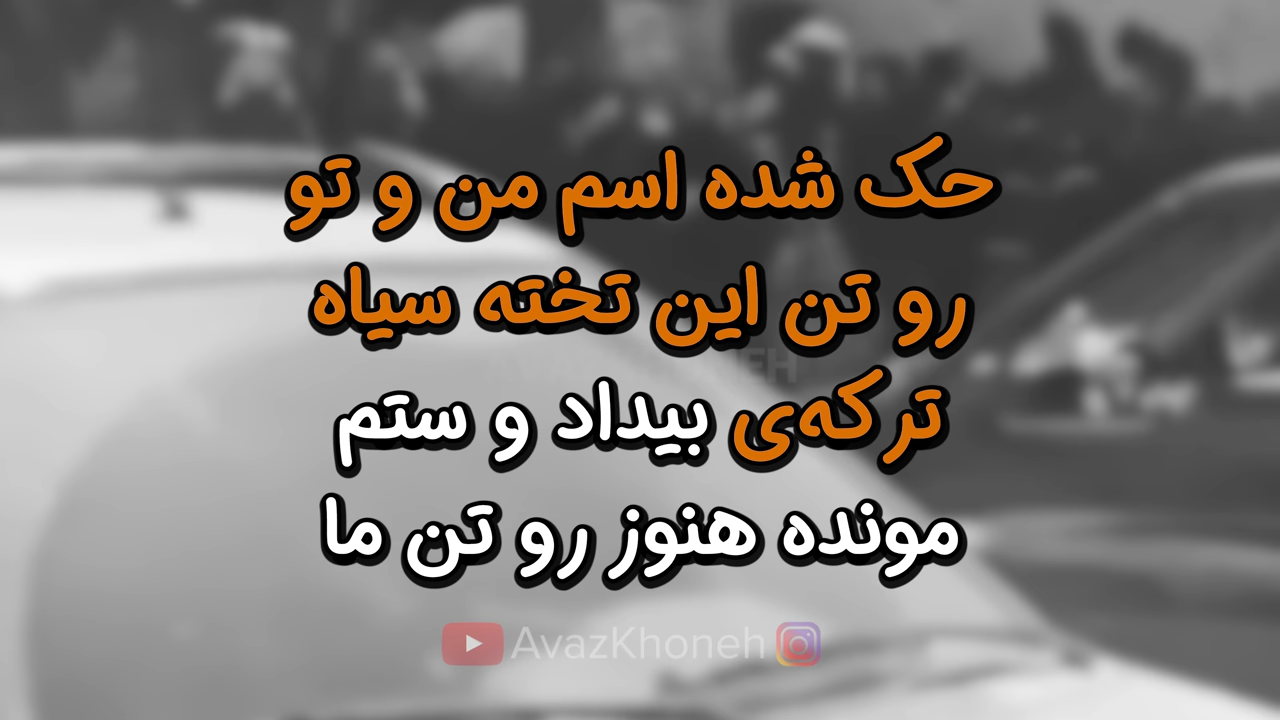 حک شده اسم من و تو
رو تن این تخته سیاه
ترکه‌ی بیداد و ستم
مونده هنوز رو تن ما
AvazKhoneh